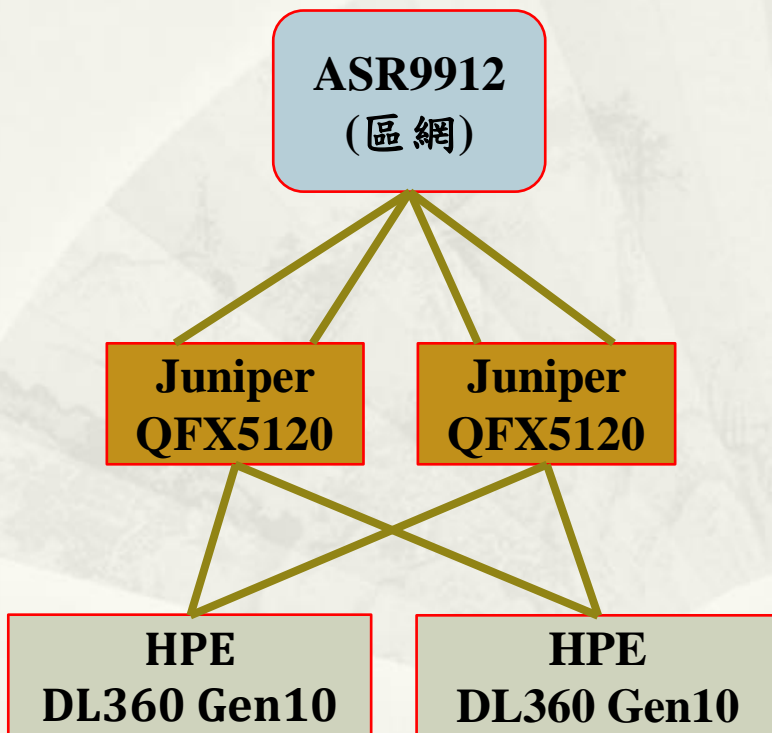 ASR9912
(區網)
Juniper
QFX5120
Juniper
QFX5120
HPE
DL360 Gen10
HPE
DL360 Gen10